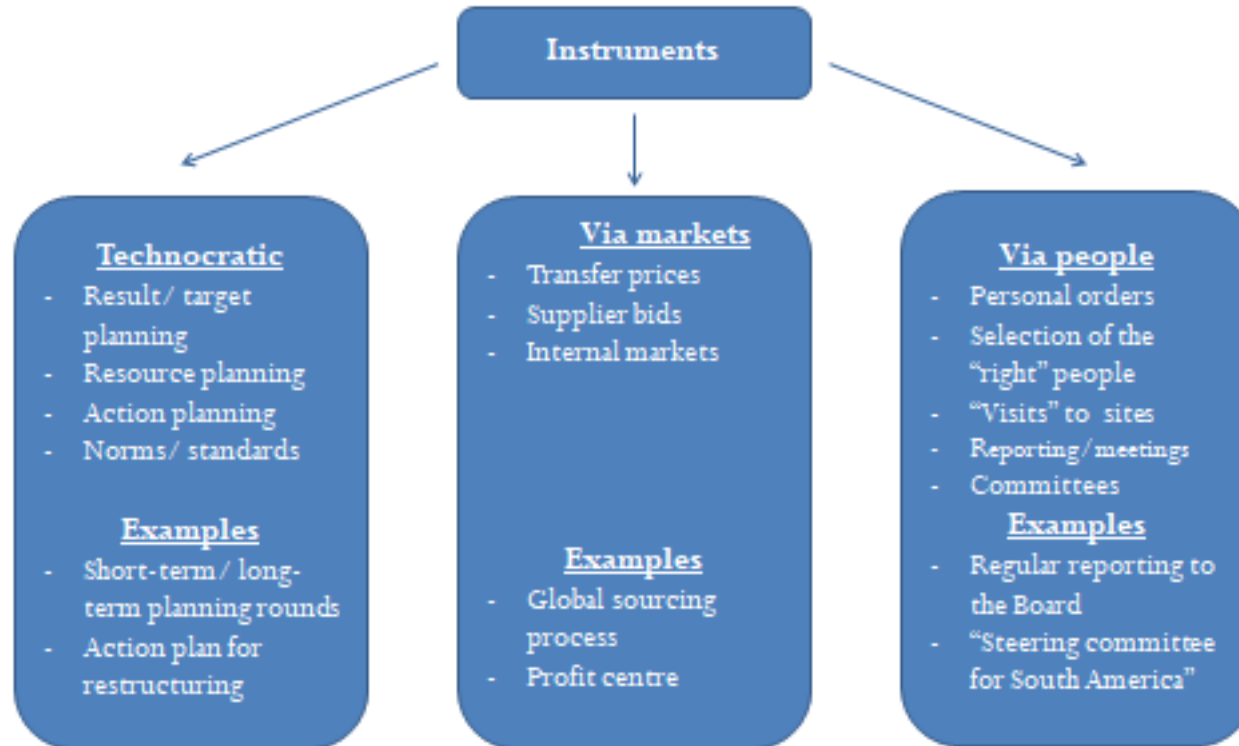 Instruments
Technocratic
- Result/ target
planning
- Resource planning
- Action planning
- Norms/ standards
Examples
- Short-term/ long-
term planning rounds
- Action plan for
restructuring
Via markets
- Transfer prices
- Supplier bids
- Internal markets
Examples
- Global sourcing
process
- Profit centre
Via people
- Personal orders
- Selection of the
“right” people
- “Visits” to sites
- Reporting/meetings
- Committees
Examples
- Regular reporting to
the Board
- “Steering committee
for South America”